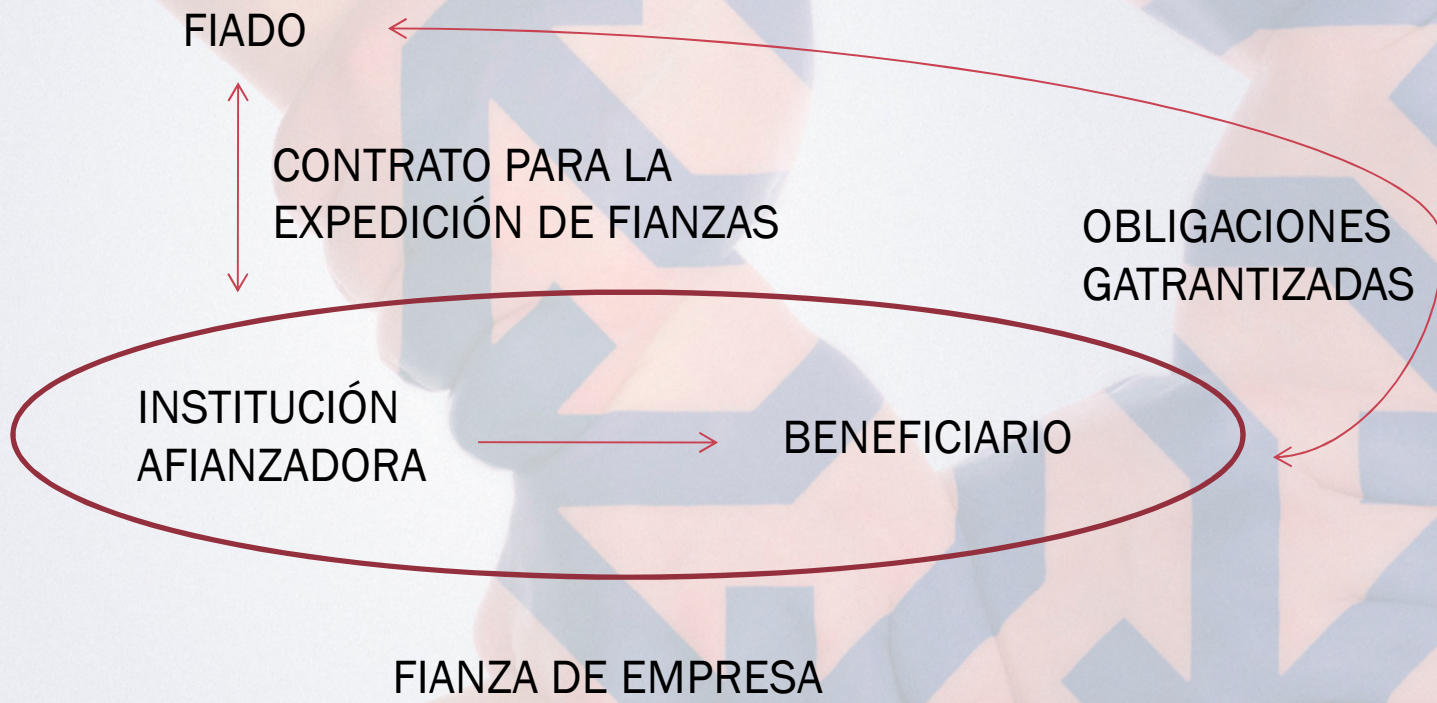 FIADO
CONTRATO PARA LA
EXPEDICIÓN DE FIANZAS
OBLIGACIONES
GATRANTIZADAS
INSTITUCIÓN
AFIANZADORA
BENEFICIARIO
FIANZA DE EMPRESA